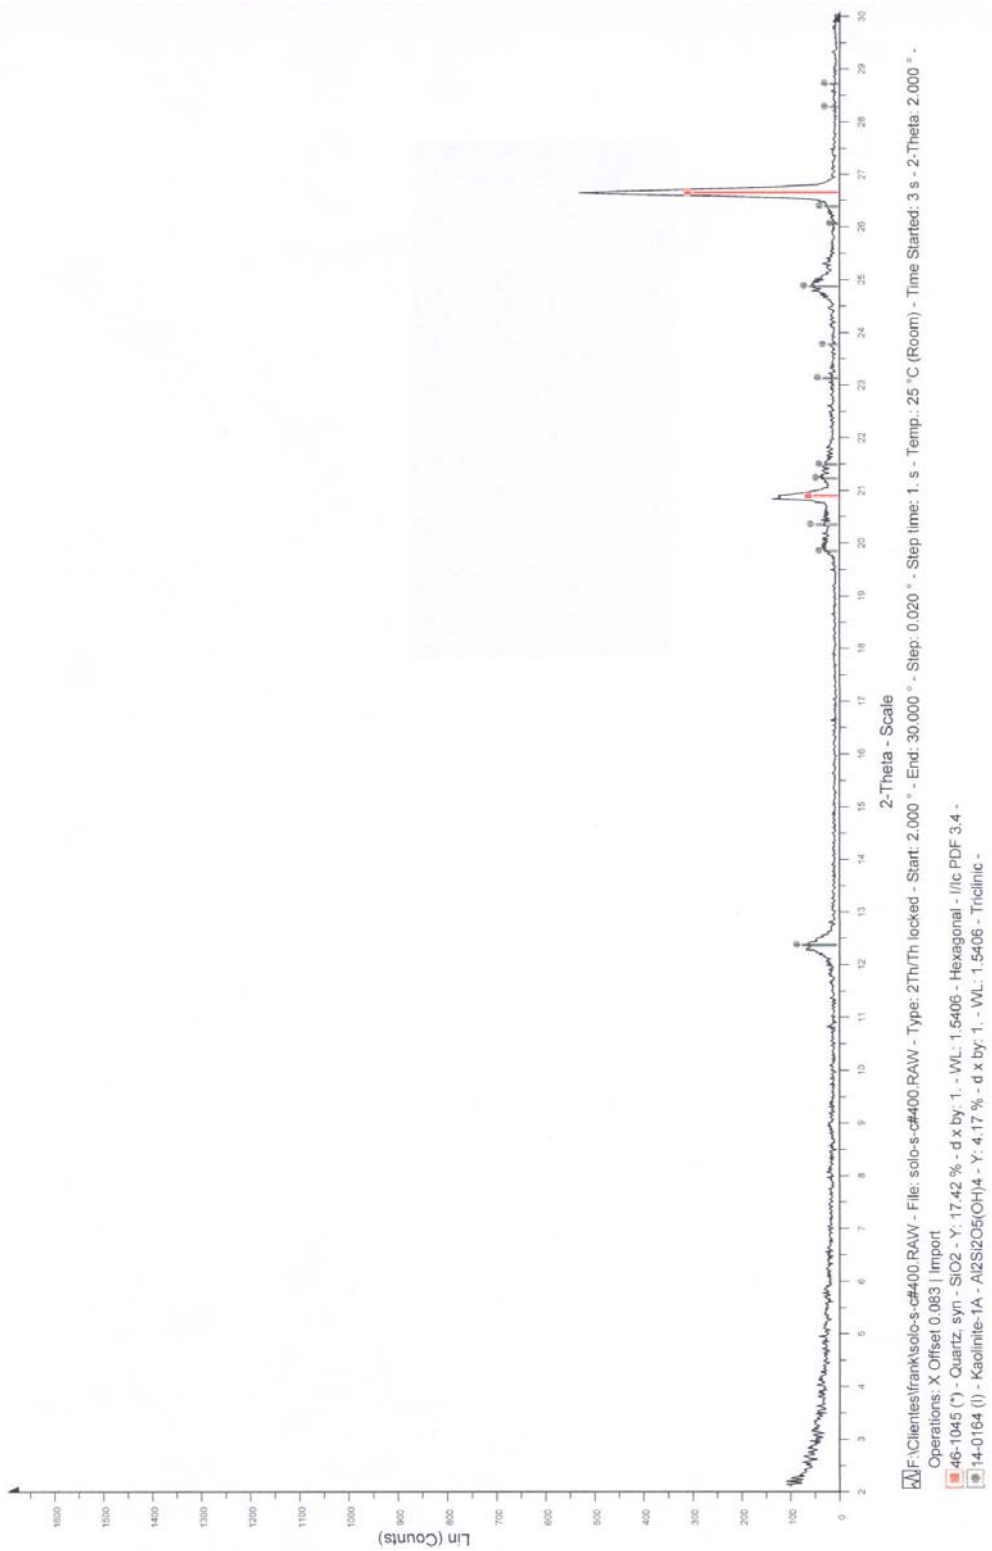 Lin (Counts)
1600
1500
1400
1300
1200
1100
1000
900
800
700
600
500
400
300
200
100
0
2 3 4 5 6 7 8 9 10 11 12 13 14 15 16 17 18 19 20 21 22 23 24 25 26 27 28 29 30
2-Theta - Scale
F:\Clientes\frank\solo-s-c#400.RAW - File: solo-s-c#400.RAW - Type: 2Th/Th locked - Start: 2.000 ° - End: 30.000 ° - Step: 0.020 ° - Step time: 1. s - Temp.: 25 °C (Room) - Time Started: 3 s - 2-Theta: 2.000 ° -
Operations: X Offset 0.083 | Import
46-1045 (*) - Quartz, syn - SiO2 - Y: 17.42 % - d x by: 1. - WL: 1.5406 - Hexagonal - I/Ic PDF 3.4 -
14-0164 (I) - Kaolinite-1A - Al2Si2O5(OH)4 - Y: 4.17 % - d x by: 1. - WL: 1.5406 - Triclinic -